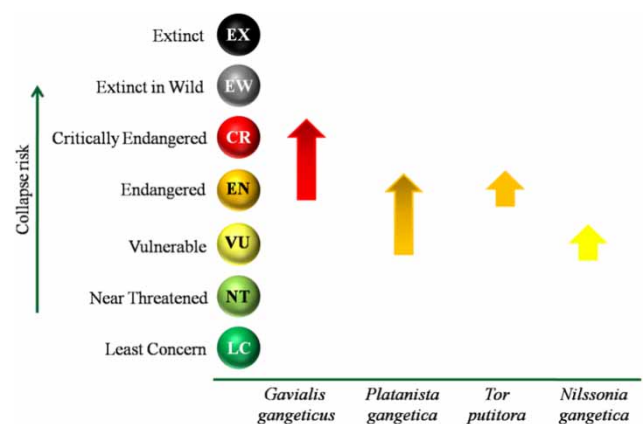 Extinct EX
Extinct in Wild EW
Critically Endangered CR
Endangered EN
Vulnerable VU
Near Threatened NT
Least Concern LC
Collapse risk
Gavialis gangeticus
Platanista gangetica
Tor putitora
Nilssonia gangetica